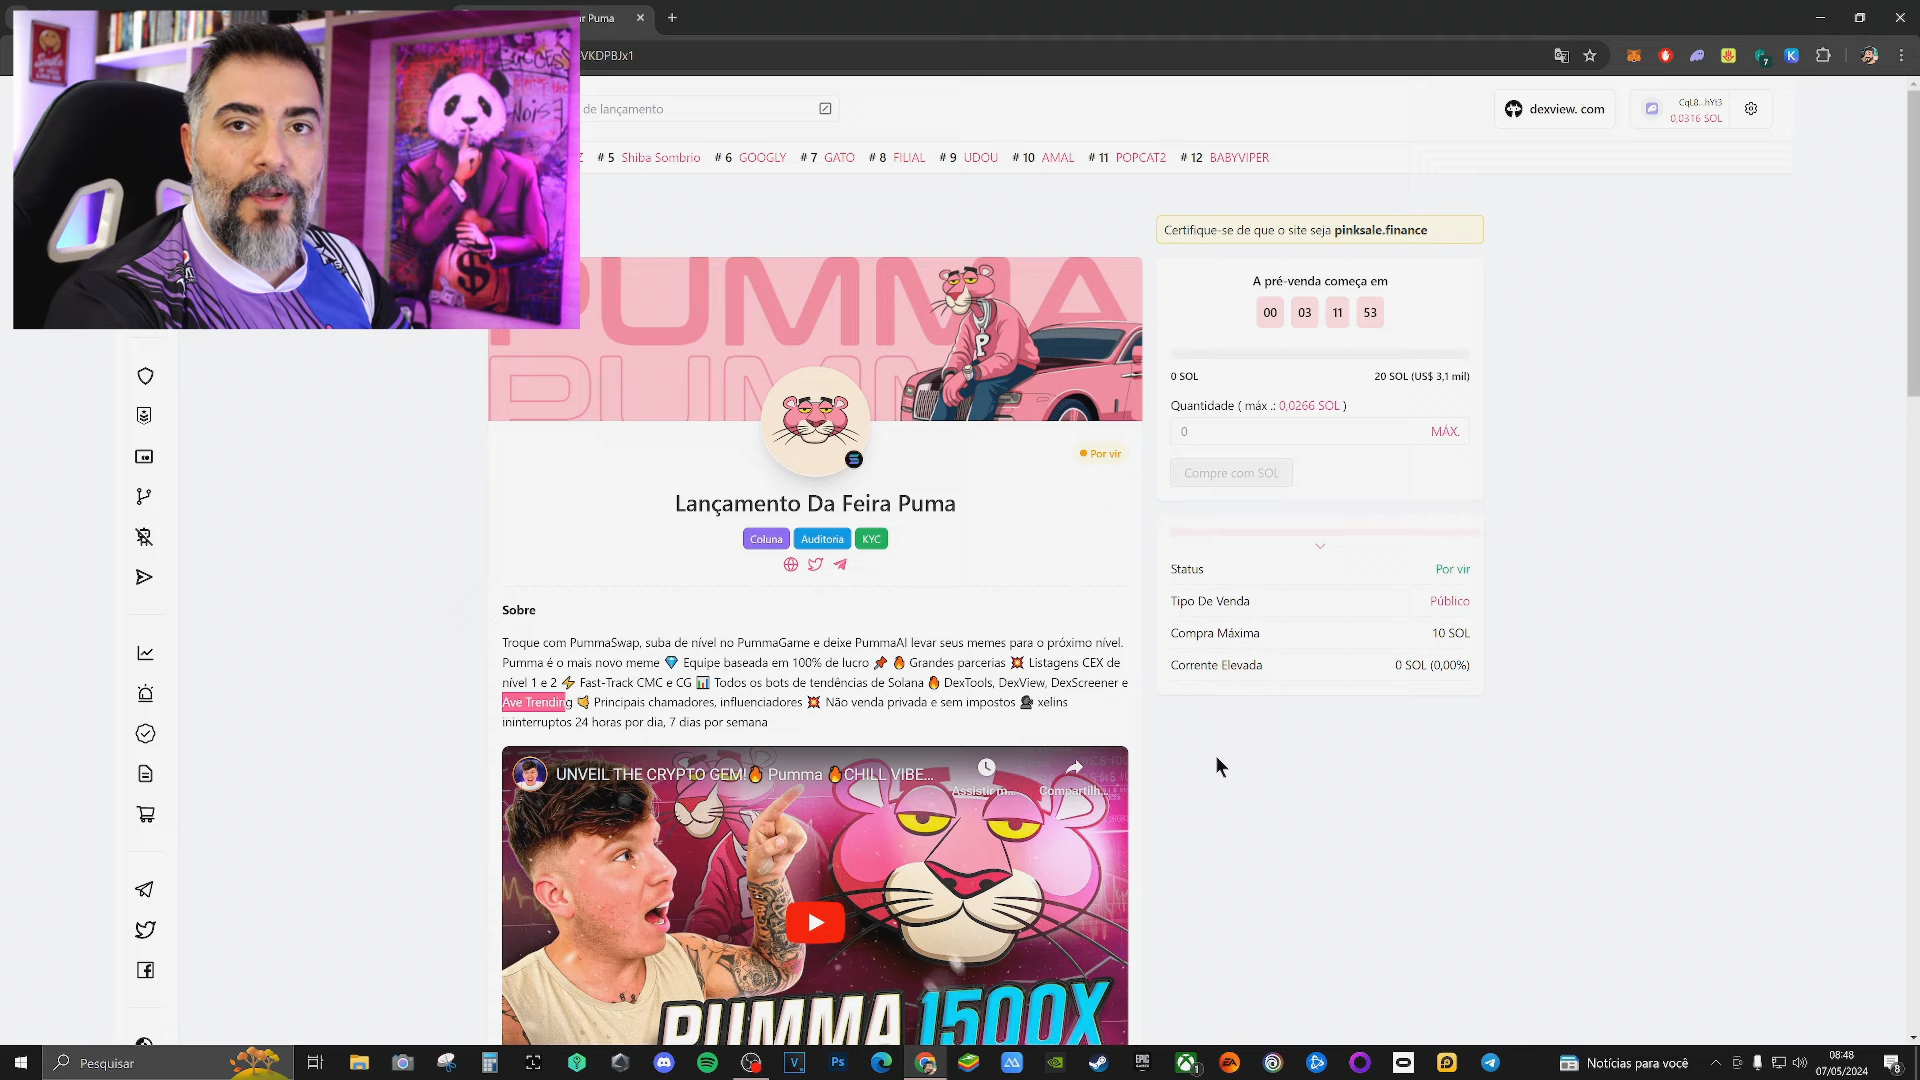 ir Puma
VKDPBJx1
de lançamento
dexview. com
CqL8...hYt3
0,0316 SOL
# 5 Shiba Sombrio # 6 GOOGLY # 7 GATO # 8 FILIAL # 9 UDOU # 10 AMAL # 11 POPCAT2 # 12 BABYVIPER
Smile
$
PUMMA
PUMM
P
Por vir
Lançamento Da Feira Puma
Coluna Auditoria KYC
Sobre
Troque com PummaSwap, suba de nível no PummaGame e deixe PummaAI levar seus memes para o próximo nível.
Pumma é o mais novo meme 💎 Equipe baseada em 100% de lucro 📌 🔥 Grandes parcerias 💥 Listagens CEX de
nível 1 e 2 ⚡ Fast-Track CMC e CG 📊 Todos os bots de tendências de Solana 🔥 DexTools, DexView, DexScreener e
Ave Trending 🤙 Principais chamadores, influenciadores 💥 Não venda privada e sem impostos 🗣 xelins
ininterruptos 24 horas por dia, 7 dias por semana
UNVEIL THE CRYPTO GEM!🔥 Pumma 🔥CHILL VIBE...
Assistir m...
Compartilh...
PUMMA 1500X
Certifique-se de que o site seja pinksale.finance
A pré-venda começa em
00 03 11 53
0 SOL 20 SOL (US$ 3,1 mil)
Quantidade ( máx .: 0,0266 SOL )
0 MÁX.
Compre com SOL
Status Por vir
Tipo De Venda Público
Compra Máxima 10 SOL
Corrente Elevada 0 SOL (0,00%)
Pesquisar
Notícias para você
08:48
07/05/2024